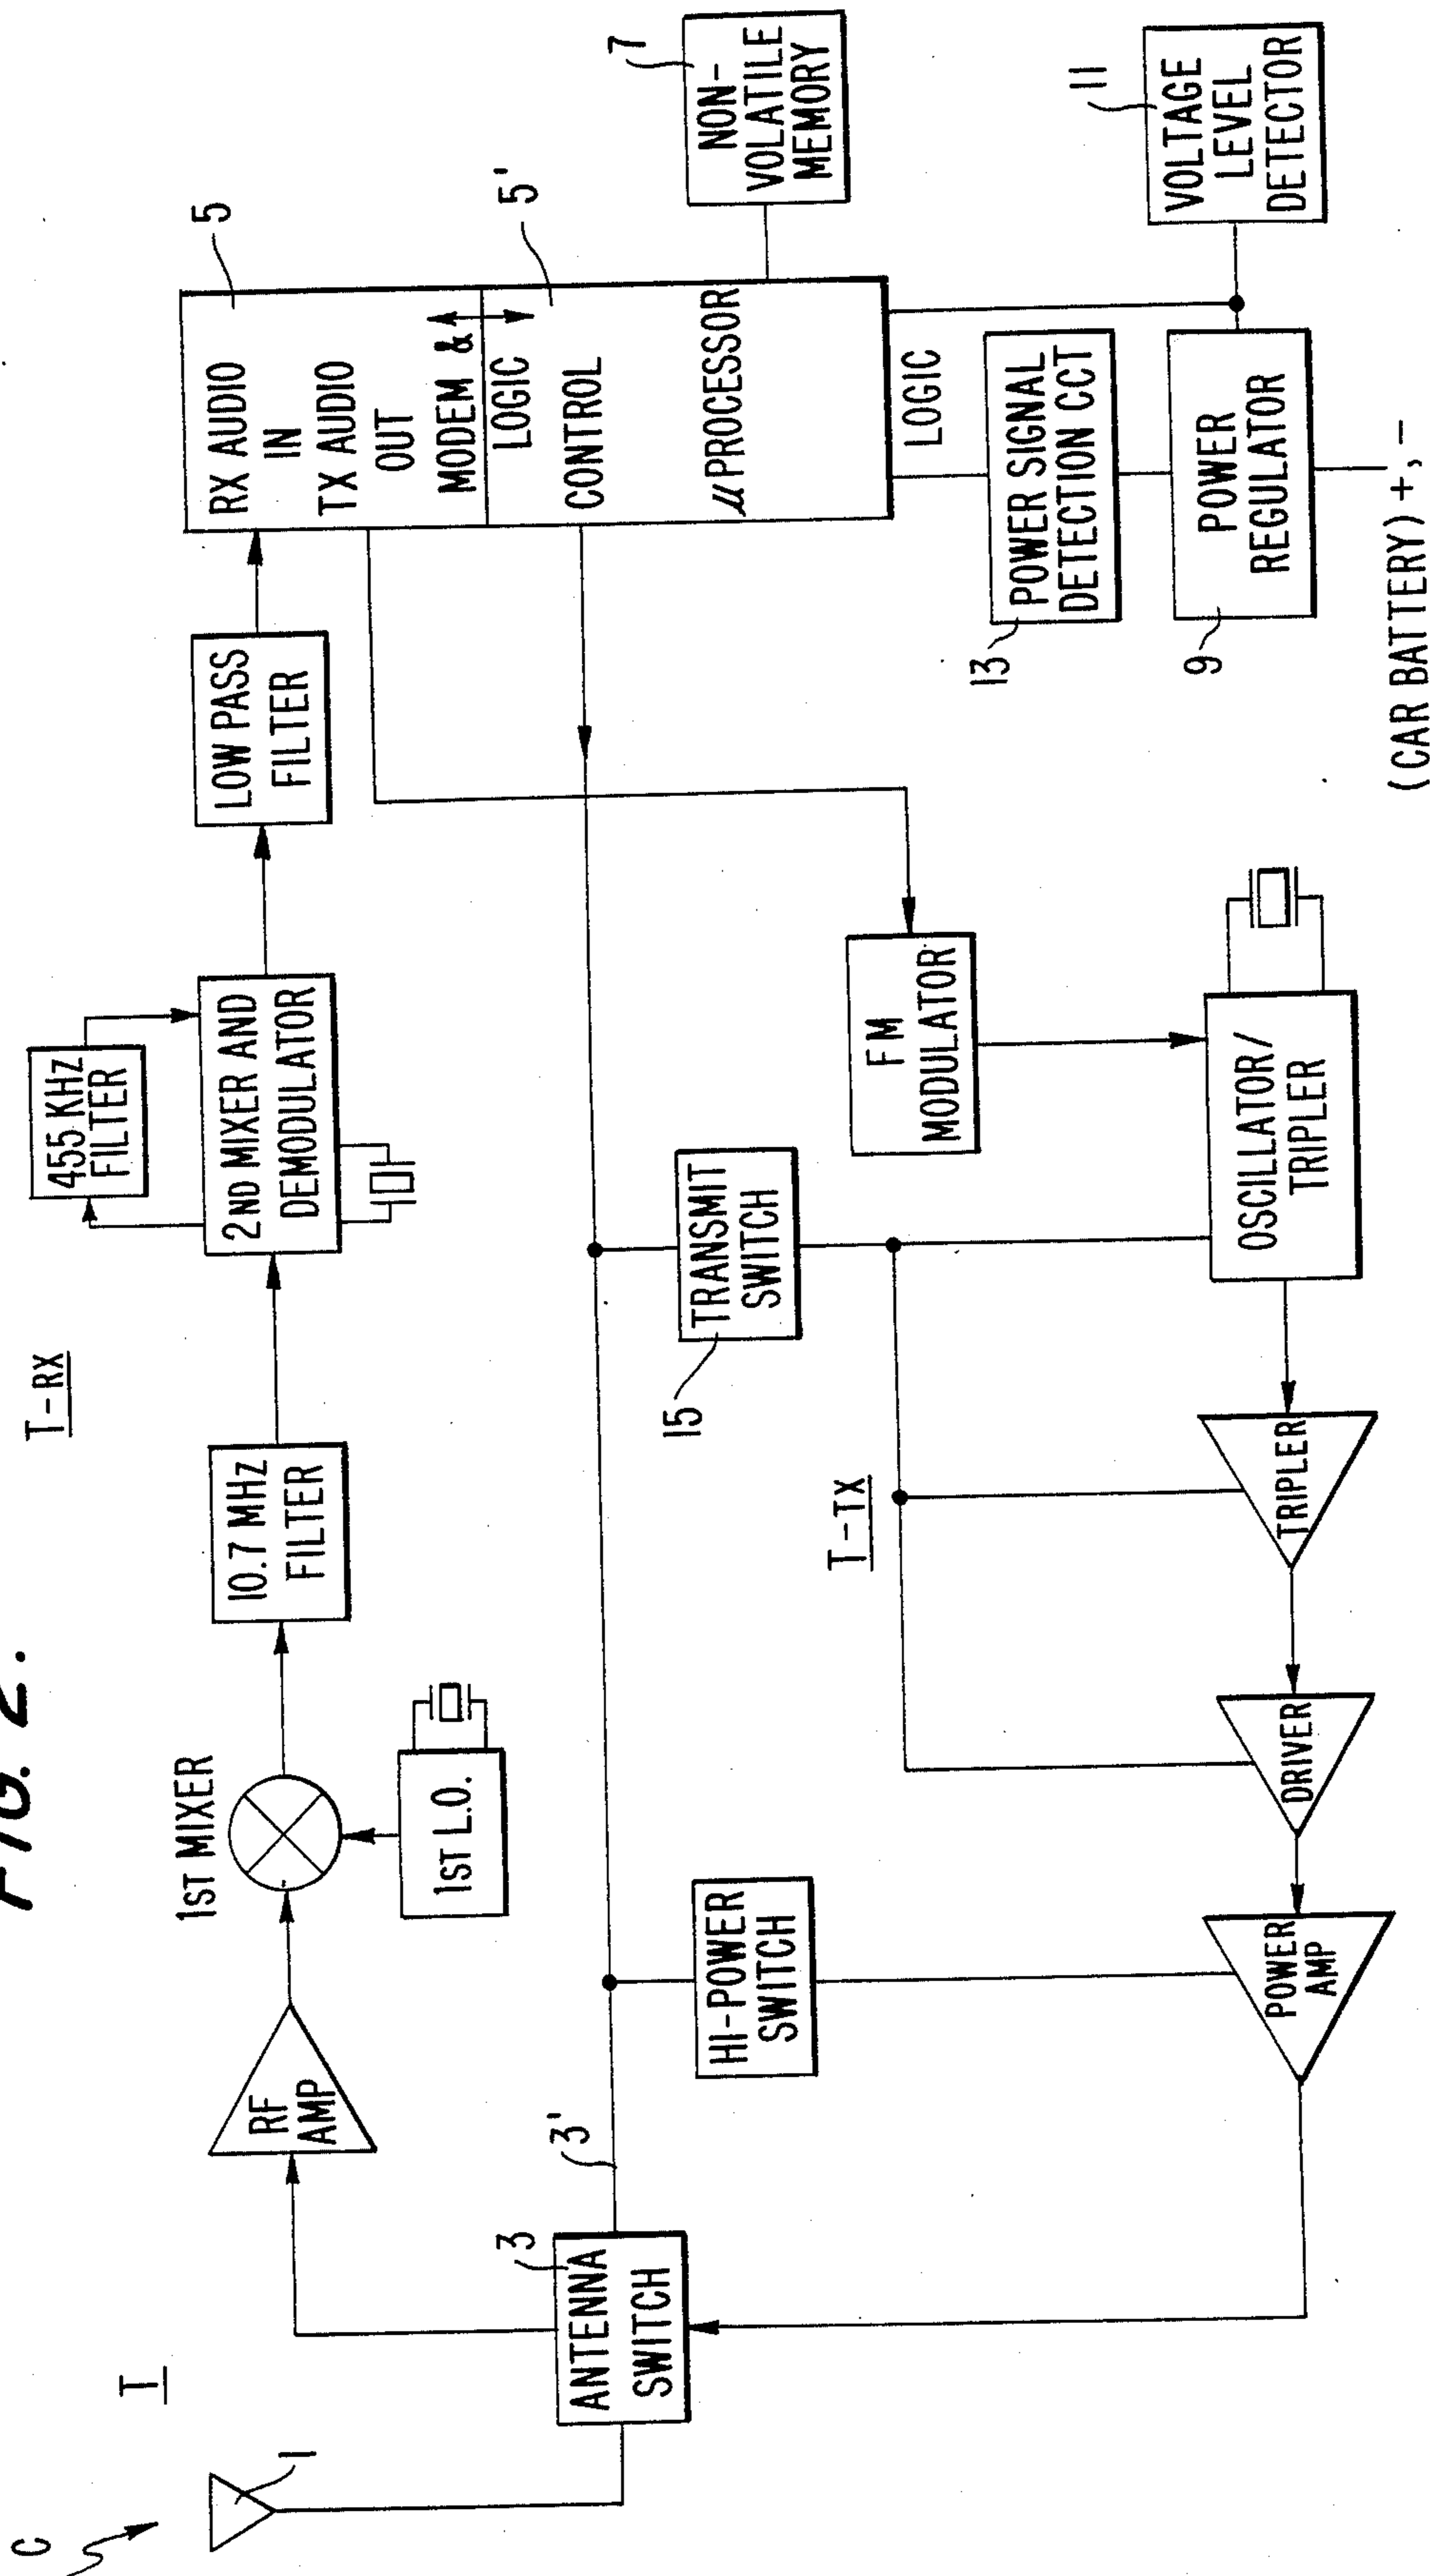 FIG. 2.
C
T
1
T-RX
455 KHz
FILTER
1ST MIXER
RF
AMP
10.7 MHz
FILTER
2ND MIXER AND
DEMODULATOR
LOW PASS
FILTER
1ST L.O.
5
RX AUDIO
IN
TX AUDIO
OUT
MODEM &
LOGIC
5'
CONTROL
μPROCESSOR
7
NON-
VOLATILE
MEMORY
3
ANTENNA
SWITCH
3'
HI-POWER
SWITCH
15
TRANSMIT
SWITCH
T-TX
FM
MODULATOR
LOGIC
13
POWER SIGNAL
DETECTION CCT
11
VOLTAGE
LEVEL
DETECTOR
9
POWER
REGULATOR
(CAR BATTERY) +,-
POWER
AMP
DRIVER
TRIPLER
OSCILLATOR/
TRIPLER